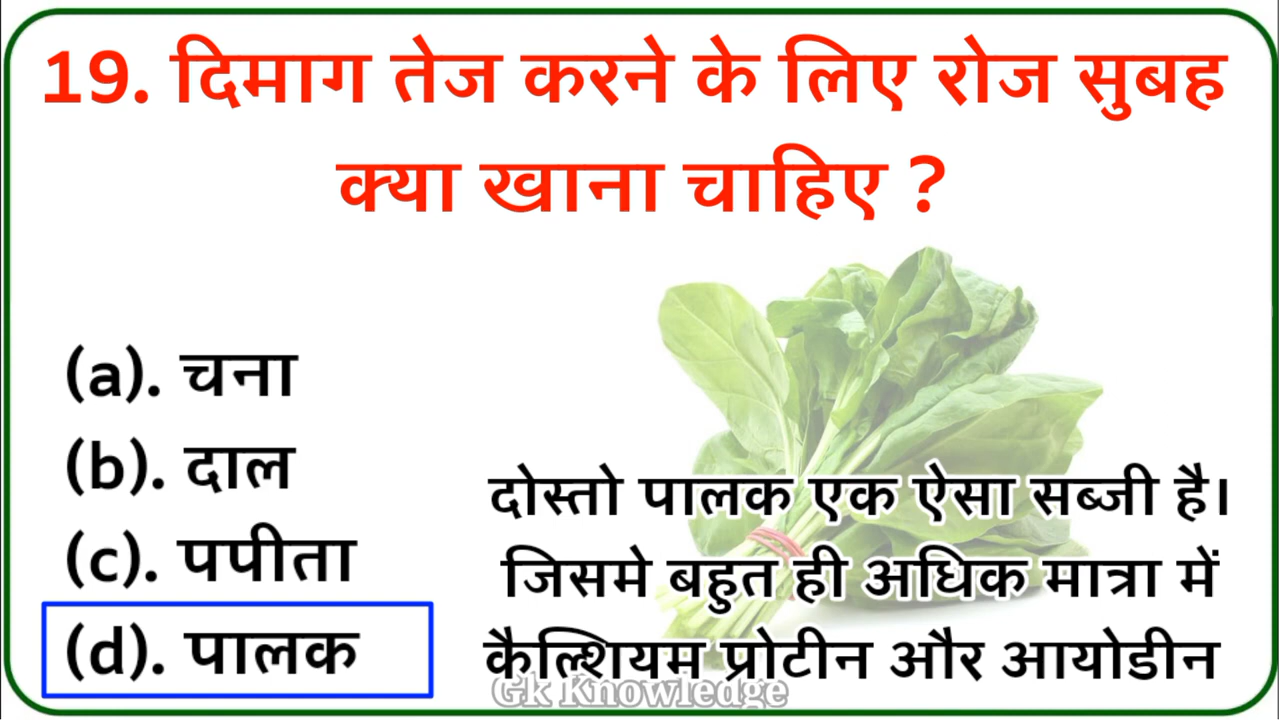 19. दिमाग तेज करने के लिए रोज सुबह
क्या खाना चाहिए ?
(a). चना
(b). दाल
(c). पपीता
(d). पालक
दोस्तो पालक एक ऐसा सब्जी है।
जिसमे बहुत ही अधिक मात्रा में
कैल्शियम प्रोटीन और आयोडीन
Gk Knowledge